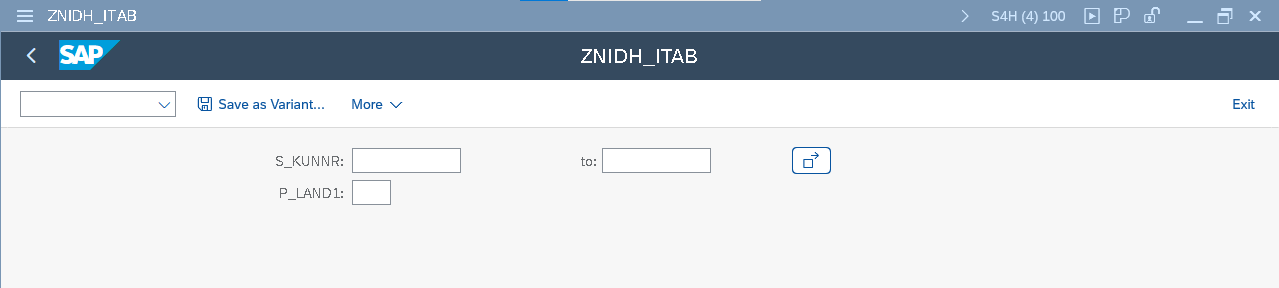 ZNIDH_ITAB S4H (4) 100
SAP ZNIDH_ITAB
Save as Variant... More Exit
S_KUNNR: to:
P_LAND1: